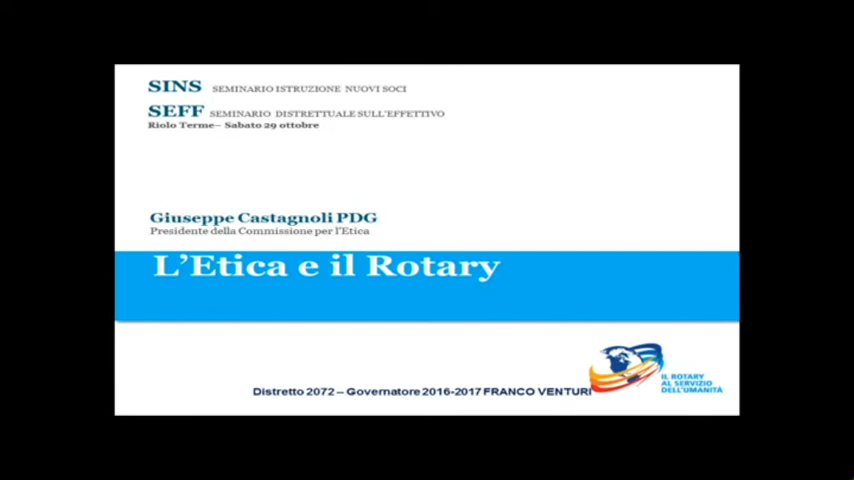 SINS SEMINARIO ISTRUZIONE NUOVI SOCI
SEFF SEMINARIO DISTRETTUALE SULL'EFFETTIVO
Riolo Terme– Sabato 29 ottobre
Giuseppe Castagnoli PDG
Presidente della Commissione per l'Etica
L'Etica e il Rotary
IL ROTARY
AL SERVIZIO
DELL'UMANITÀ
Distretto 2072 – Governatore 2016-2017 FRANCO VENTURI